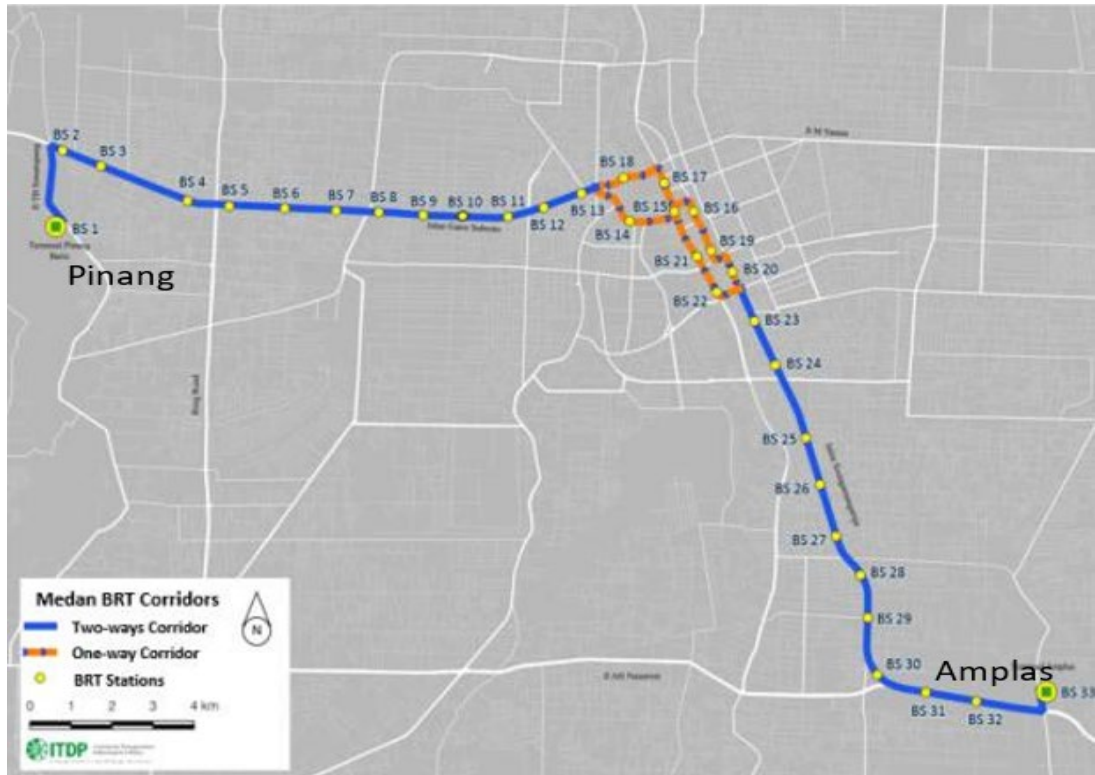 BS 2
BS 3
BS 1
Pinang
BS 4
BS 5
BS 6
BS 7
BS 8
BS 9
BS 10
BS 11
BS 12
BS 13
BS 14
BS 15
BS 16
BS 17
BS 18
BS 19
BS 20
BS 21
BS 22
BS 23
BS 24
BS 25
BS 26
BS 27
BS 28
BS 29
BS 30
BS 31
BS 32
BS 33
Amplas
Ring Road
Medan BRT Corridors
N
Two-ways Corridor
One-way Corridor
BRT Stations
0 1 2 3 4 km
ITDP